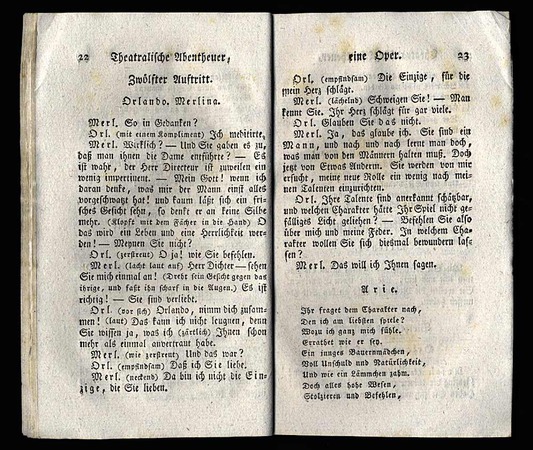 22 Theatralische Abentheuer,
Zwölfter Auftritt.
Orlando. Merlina.
Merl. So in Gedanken?
Orl. (mit einem Kompliment) Ich meditirte,
Merl. Wirklich? — Und Sie gaben es zu,
daß man ihnen die Dame entführte? — Es
ist wahr, der Herr Directeur ist zuweilen ein
wenig impertinent. — Mein Gott! wenn ich
daran denke, was mir der Mann einst alles
vorgeschwatzt hat! und kaum läßt sich ein fri-
sches Gesicht sehn, so denkt er an keine Silbe
mehr. (Klopft mit dem Fächer in die Hand) O
das wird ein Leben und eine Herrlichkeit wer-
den! — Meynen Sie nicht?
Orl. (zerstreut) O ja! wie Sie befehlen.
Merl. (lacht laut auf) Herr Dichter — sehen
Sie mich einmal an! (Dreht sein Gesicht gegen das
ihrige, und faßt ihn scharf in die Augen.) Es ist
richtig! — Sie sind verliebt.
Orl. (vor sich) Orlando, nimm dich zusam-
men! (laut) Das kann ich nicht leugnen, denn
Sie wissen ja, was ich (zärtlich) Ihnen schon
mehr als einmal anvertraut habe.
Merl. (wie zerstreut) Und das war?
Orl. (empfindsam) Daß ich Sie liebe.
Merl. (neckend) Da bin ich nicht die Ein-
zige, die Sie lieben.
eine Oper. 23
Orl. (empfindsam) Die Einzige, für die
mein Herz schlägt.
Merl. (lächelnd) Schweigen Sie! — Man
kennt Sie. Ihr Herz schlägt für gar viele.
Orl. Glauben Sie das nicht.
Merl. Ja, das glaube ich. Sie sind ein
Mann, und nach und nach lernt man doch,
was man von den Männern halten muß. Doch
jetzt von Etwas Anderm. Sie werden von mir
ersucht, meine neue Rolle ein wenig nach mei-
nen Talenten einzurichten.
Orl. Ihre Talente sind anerkannt schätzbar,
und welchen Charakter hätte Ihr Spiel nicht ge-
fälliges Licht geliehen? — Befehlen Sie also
über mich und meine Feder. In welchem Cha-
rakter wollen Sie sich diesmal bewundern las-
sen?
Merl. Das will ich Ihnen sagen.
Arie.
Ihr fraget dem Charakter nach,
Den ich am liebsten spiele?
Wozu ich ganz mich fühle.
Errathet wie er sey.
Ein junges Bauernmädchen,
Voll Unschuld und Natürlichkeit,
Und wie ein Lämmchen zahm.
Doch alles hohe Wesen,
Stolzieren und Befehlen,